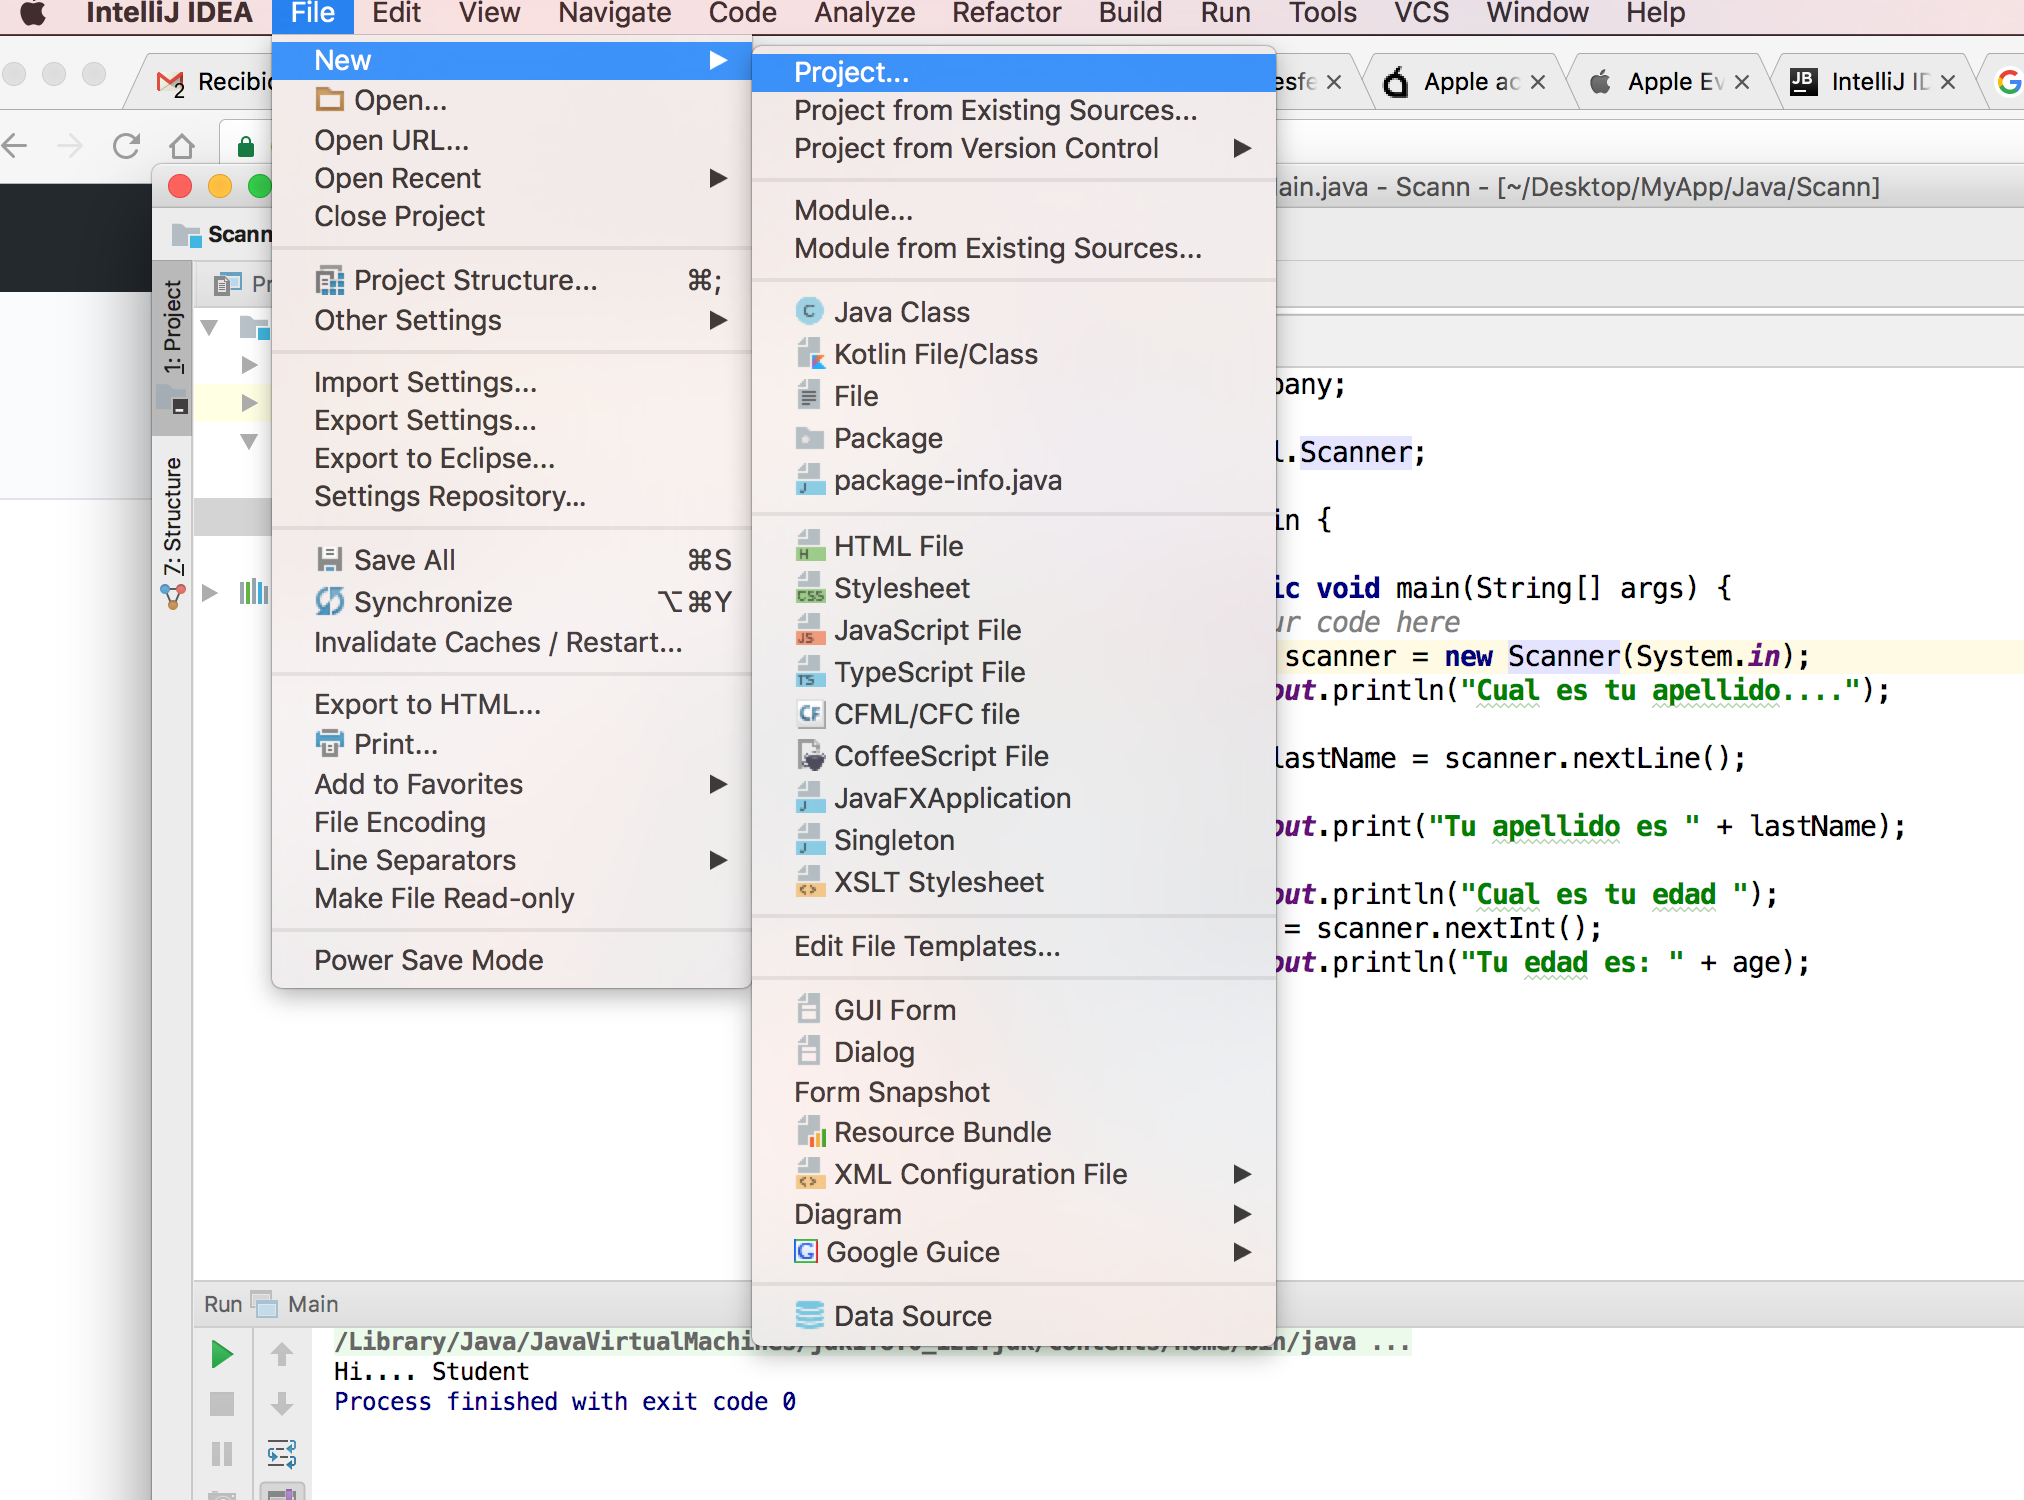 IntelliJ IDEA File Edit View Navigate Code Analyze Refactor Build Run Tools VCS Window Help
2 Apple Apple IntelliJ
New
Open...
Open URL...
Open Recent
Close Project
Project Structure... ⌘;
Other Settings
Import Settings...
Export Settings...
Export to Eclipse...
Settings Repository...
Save All ⌘S
Synchronize ⌥⌘Y
Invalidate Caches / Restart...
Export to HTML...
Print...
Add to Favorites
File Encoding
Line Separators
Make File Read-only
Power Save Mode
Project...
Project from Existing Sources...
Project from Version Control
Module...
Module from Existing Sources...
Java Class
Kotlin File/Class
File
Package
package-info.java
HTML File
Stylesheet
JavaScript File
TypeScript File
CFML/CFC file
CoffeeScript File
JavaFXApplication
Singleton
XSLT Stylesheet
Edit File Templates...
GUI Form
Dialog
Form Snapshot
Resource Bundle
XML Configuration File
Diagram
Google Guice
Data Source
ain.java - Scann - [~/Desktop/MyApp/Java/Scann]
Scann
1: Project
7: Structure
pany;
l.Scanner;
in {
ic void main(String[] args) {
ur code here
scanner = new Scanner(System.in);
out.println("Cual es tu apellido....");
lastName = scanner.nextLine();
out.print("Tu apellido es " + lastName);
out.println("Cual es tu edad ");
= scanner.nextInt();
out.println("Tu edad es: " + age);
Run Main
/Library/Java/JavaVirtualMachines/jdk1.8.0_121.jdk/Contents/Home/bin/java ...
Hi.... Student
Process finished with exit code 0